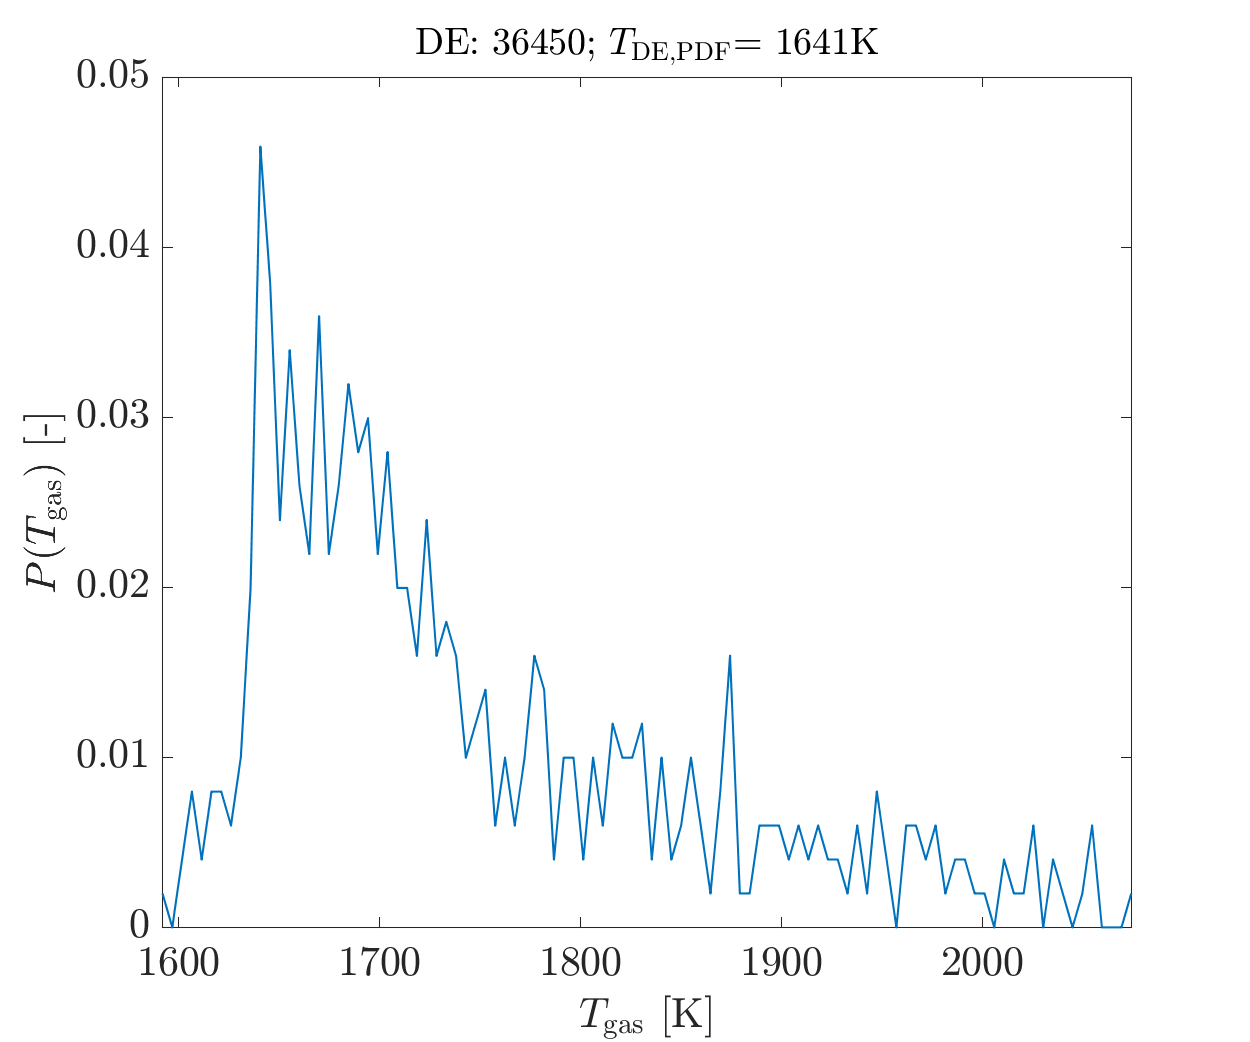 DE: 36450; T_DE,PDF= 1641K
0.05
0.04
0.03
0.02
0.01
0
P(T_gas) [-]
1600 1700 1800 1900 2000
T_gas [K]